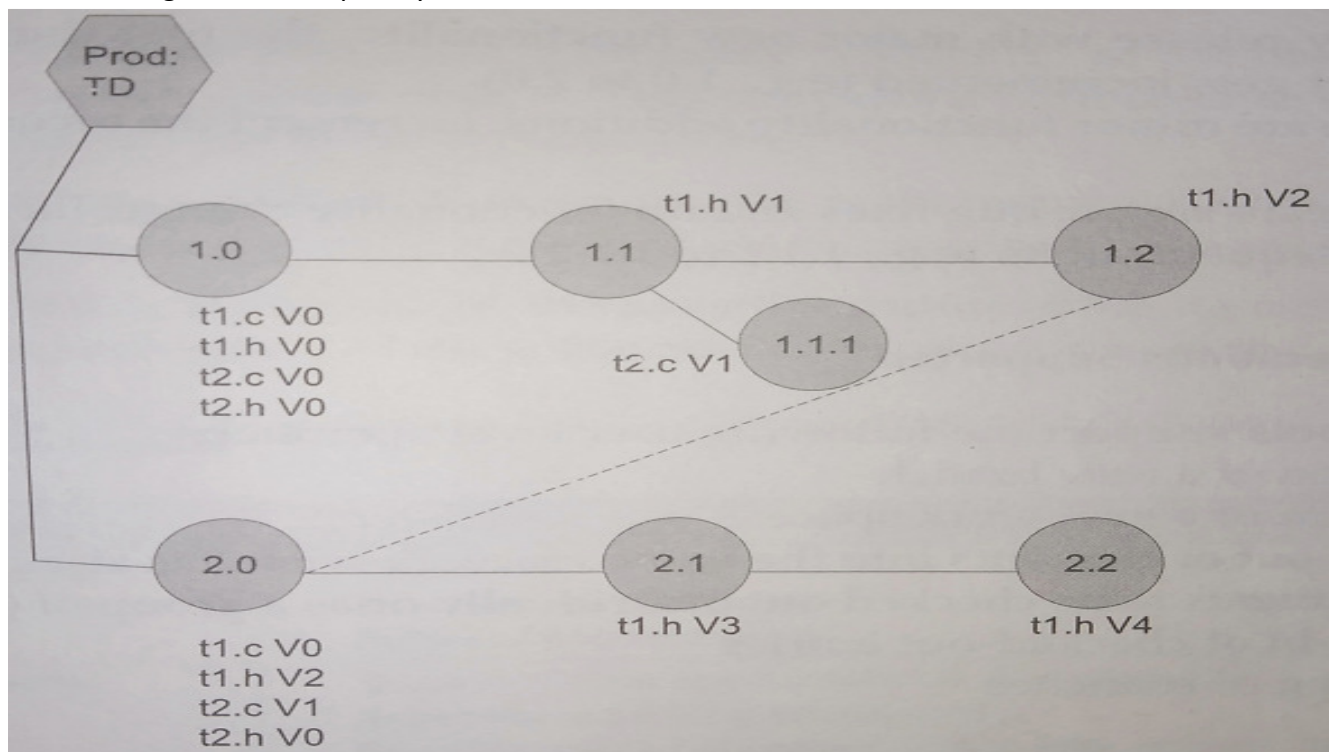 Prod:
TD
t1.h V1
t1.h V2
1.0
1.1
1.2
t1.c V0
t1.h V0
t2.c V0
t2.h V0
1.1.1
t2.c V1
2.0
2.1
2.2
t1.h V3
t1.h V4
t1.c V0
t1.h V2
t2.c V1
t2.h V0